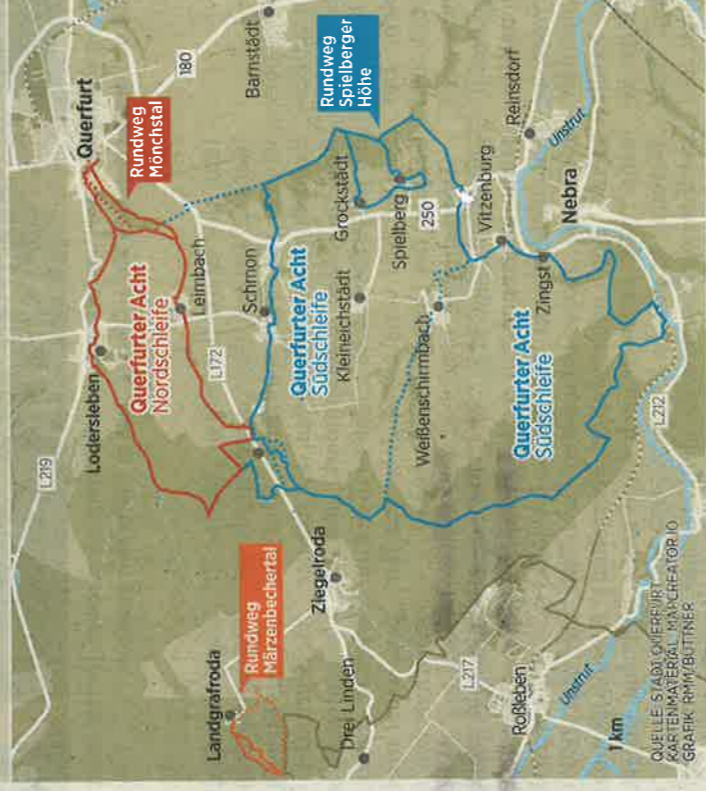 L219
Querfurt
Lodersleben
Rundweg
Mönchstal
Querfurter Acht
Nordschleife
180
Leimbach
L172
Landgrafroda
Rundweg
Märzenbechertal
Barnstädt
Schmon
Querfurter Acht
Südschleife
Ziegelroda
Rundweg
Spielberger
Höhe
Grockstädt
Kleineichstädt
Drei Linden
Spielberg
250
Weißenschirmbach
Vitzenburg
L217
Reinsdorf
Querfurter Acht
Südschleife
Zingst
Roßleben
Unstrut
Nebra
Unstrut
1 km
L212
QUELLE: STADT QUERFURT
KARTENMATERIAL: MAPCREATOR.IO
GRAFIK: RMM/BÜTTNER